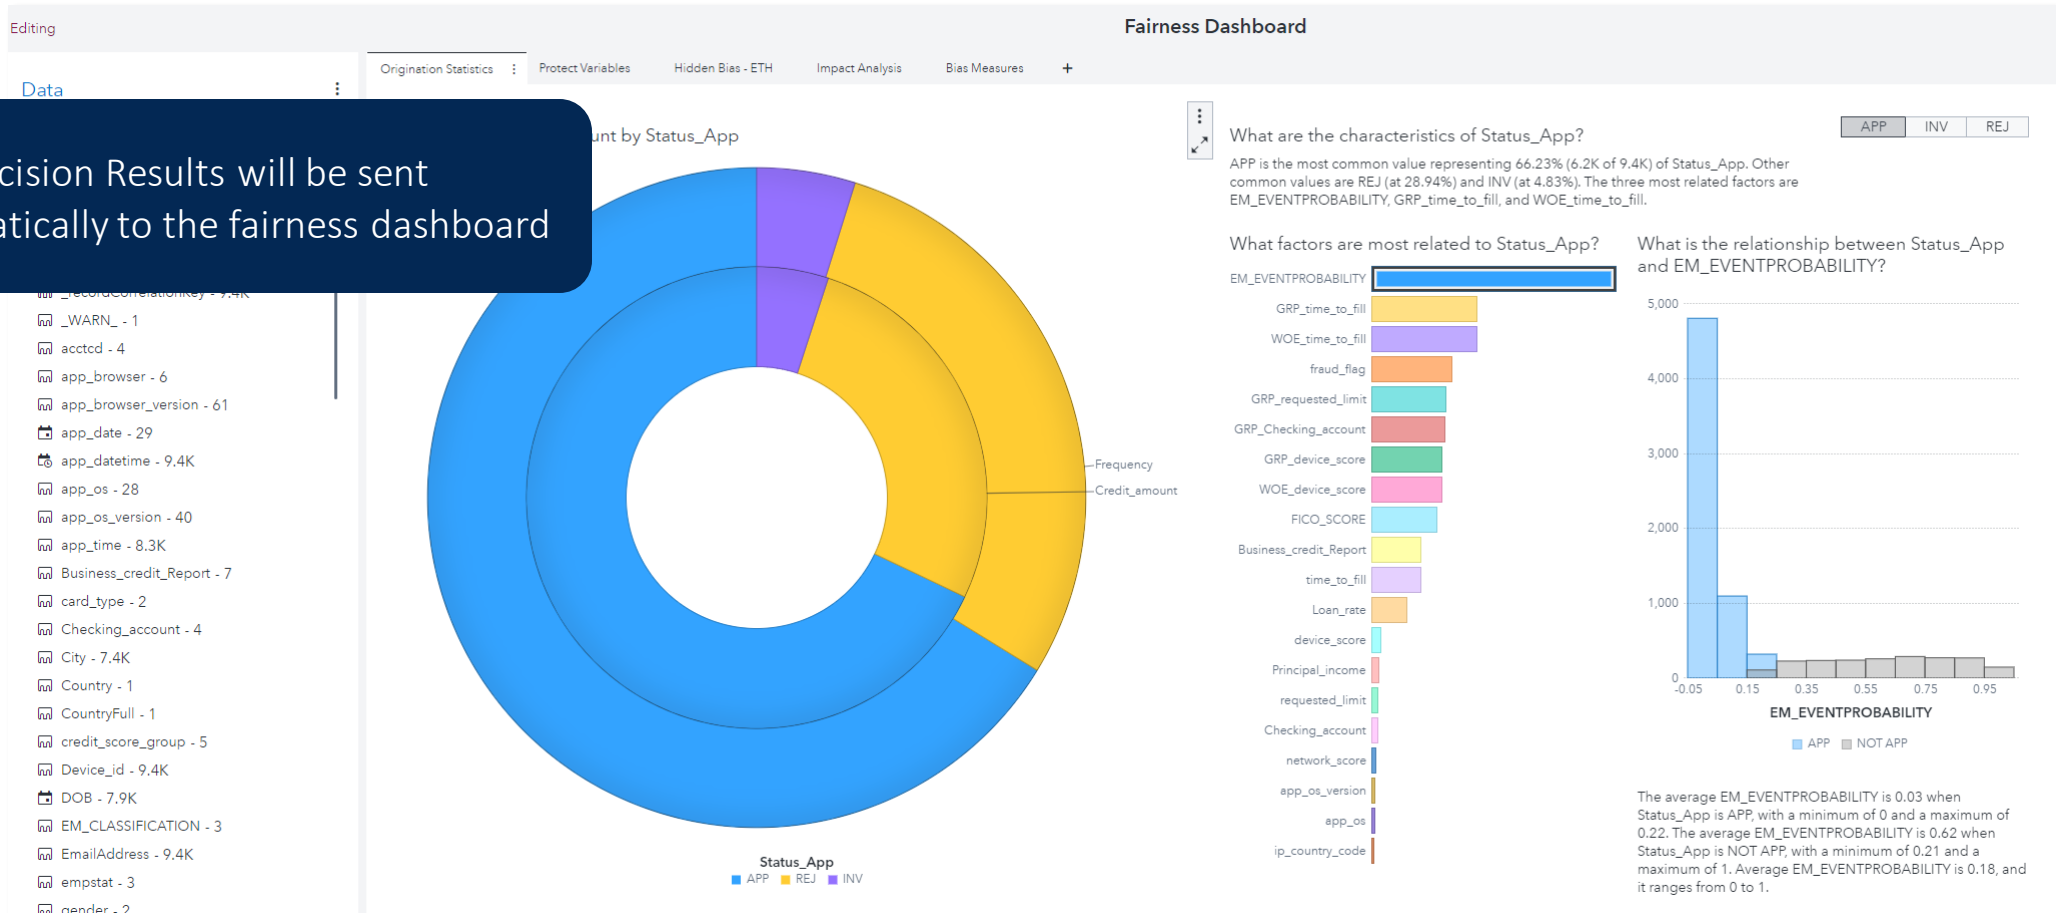 Editing
Fairness Dashboard
Origination Statistics
Protect Variables
Hidden Bias - ETH
Impact Analysis
Bias Measures
+
Data
cision Results will be sent
atically to the fairness dashboard
_recordCorrelationKey - 9.4K
_WARN_ - 1
acctcd - 4
app_browser - 6
app_browser_version - 61
app_date - 29
app_datetime - 9.4K
app_os - 28
app_os_version - 40
app_time - 8.3K
Business_credit_Report - 7
card_type - 2
Checking_account - 4
City - 7.4K
Country - 1
CountryFull - 1
credit_score_group - 5
Device_id - 9.4K
DOB - 7.9K
EM_CLASSIFICATION - 3
EmailAddress - 9.4K
empstat - 3
gender - 2
unt by Status_App
Frequency
Credit_amount
Status_App
APP REJ INV
What are the characteristics of Status_App?
APP INV REJ
APP is the most common value representing 66.23% (6.2K of 9.4K) of Status_App. Other
common values are REJ (at 28.94%) and INV (at 4.83%). The three most related factors are
EM_EVENTPROBABILITY, GRP_time_to_fill, and WOE_time_to_fill.
What factors are most related to Status_App?
EM_EVENTPROBABILITY
GRP_time_to_fill
WOE_time_to_fill
fraud_flag
GRP_requested_limit
GRP_Checking_account
GRP_device_score
WOE_device_score
FICO_SCORE
Business_credit_Report
time_to_fill
Loan_rate
device_score
Principal_income
requested_limit
Checking_account
network_score
app_os_version
app_os
ip_country_code
What is the relationship between Status_App
and EM_EVENTPROBABILITY?
5,000
4,000
3,000
2,000
1,000
0
-0.05 0.15 0.35 0.55 0.75 0.95
EM_EVENTPROBABILITY
APP NOT APP
The average EM_EVENTPROBABILITY is 0.03 when
Status_App is APP, with a minimum of 0 and a maximum of
0.22. The average EM_EVENTPROBABILITY is 0.62 when
Status_App is NOT APP, with a minimum of 0.21 and a
maximum of 1. Average EM_EVENTPROBABILITY is 0.18, and
it ranges from 0 to 1.